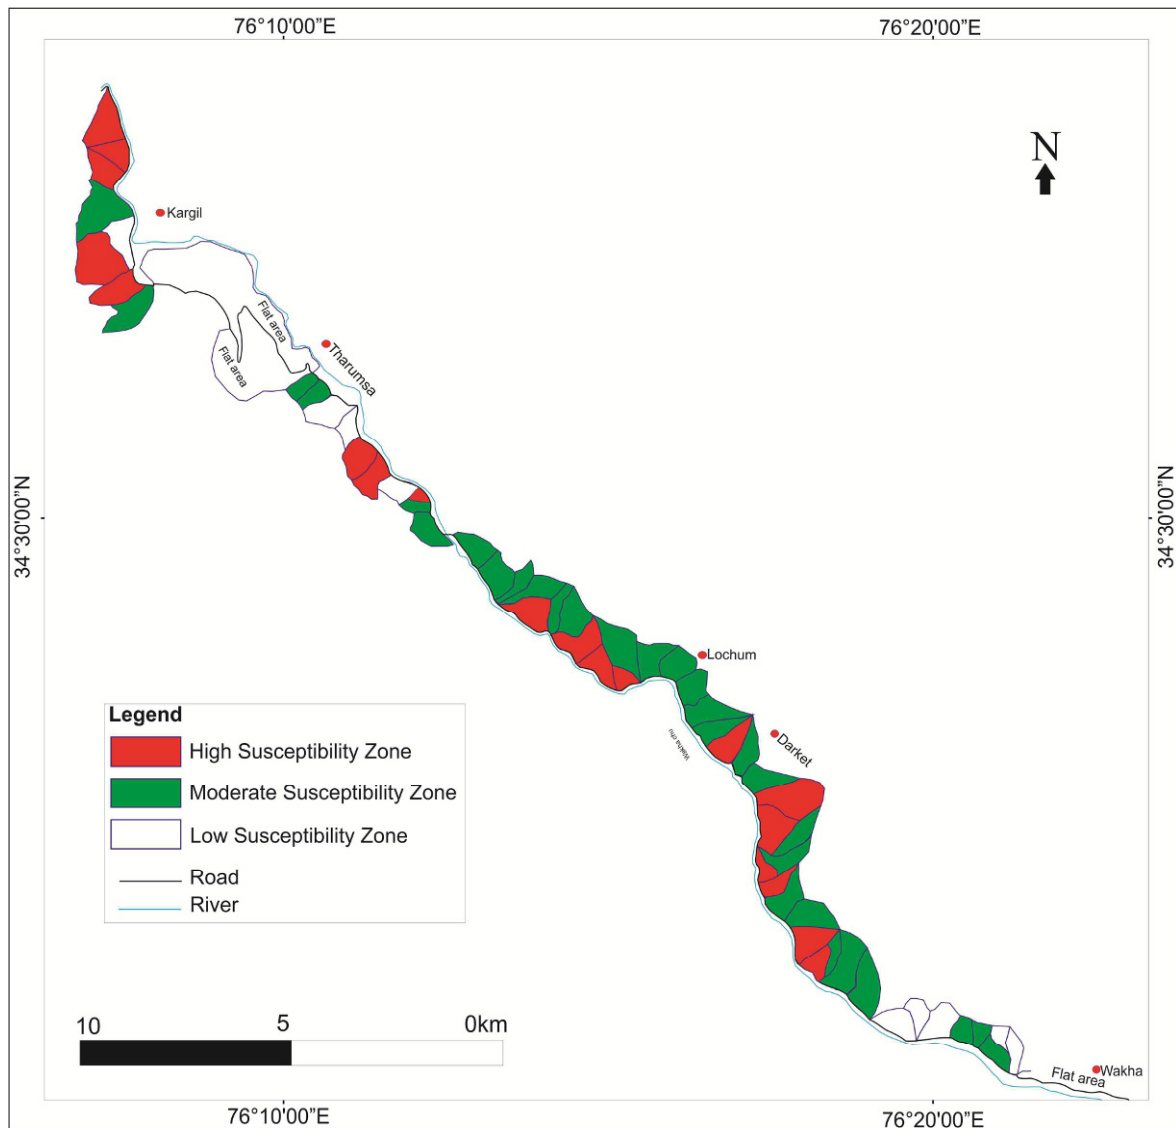 76°10'00"E
76°20'00"E
N
Kargil
Flat area
Tharumsa
Flat area
34°30'00"N
34°30'00"N
Lochum
Legend
High Susceptibility Zone
Darket
Wakha chu
Moderate Susceptibility Zone
Low Susceptibility Zone
Road
River
10
5
0km
Wakha
Flat area
76°10'00"E
76°20'00"E